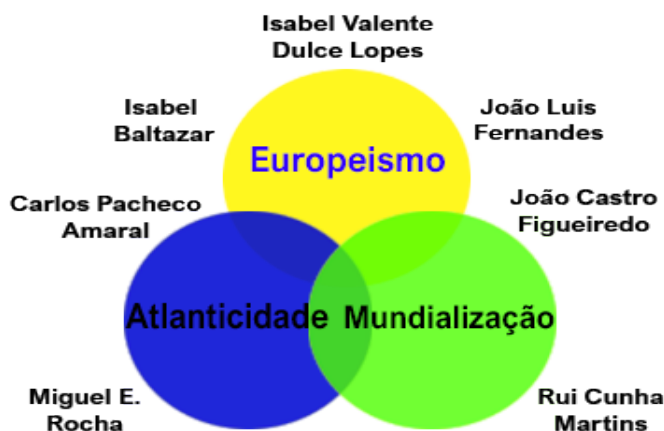 Isabel Valente
Dulce Lopes
Isabel
Baltazar
João Luis
Fernandes
Europeismo
Carlos Pacheco
Amaral
João Castro
Figueiredo
Atlanticidade
Mundialização
Miguel E.
Rocha
Rui Cunha
Martins